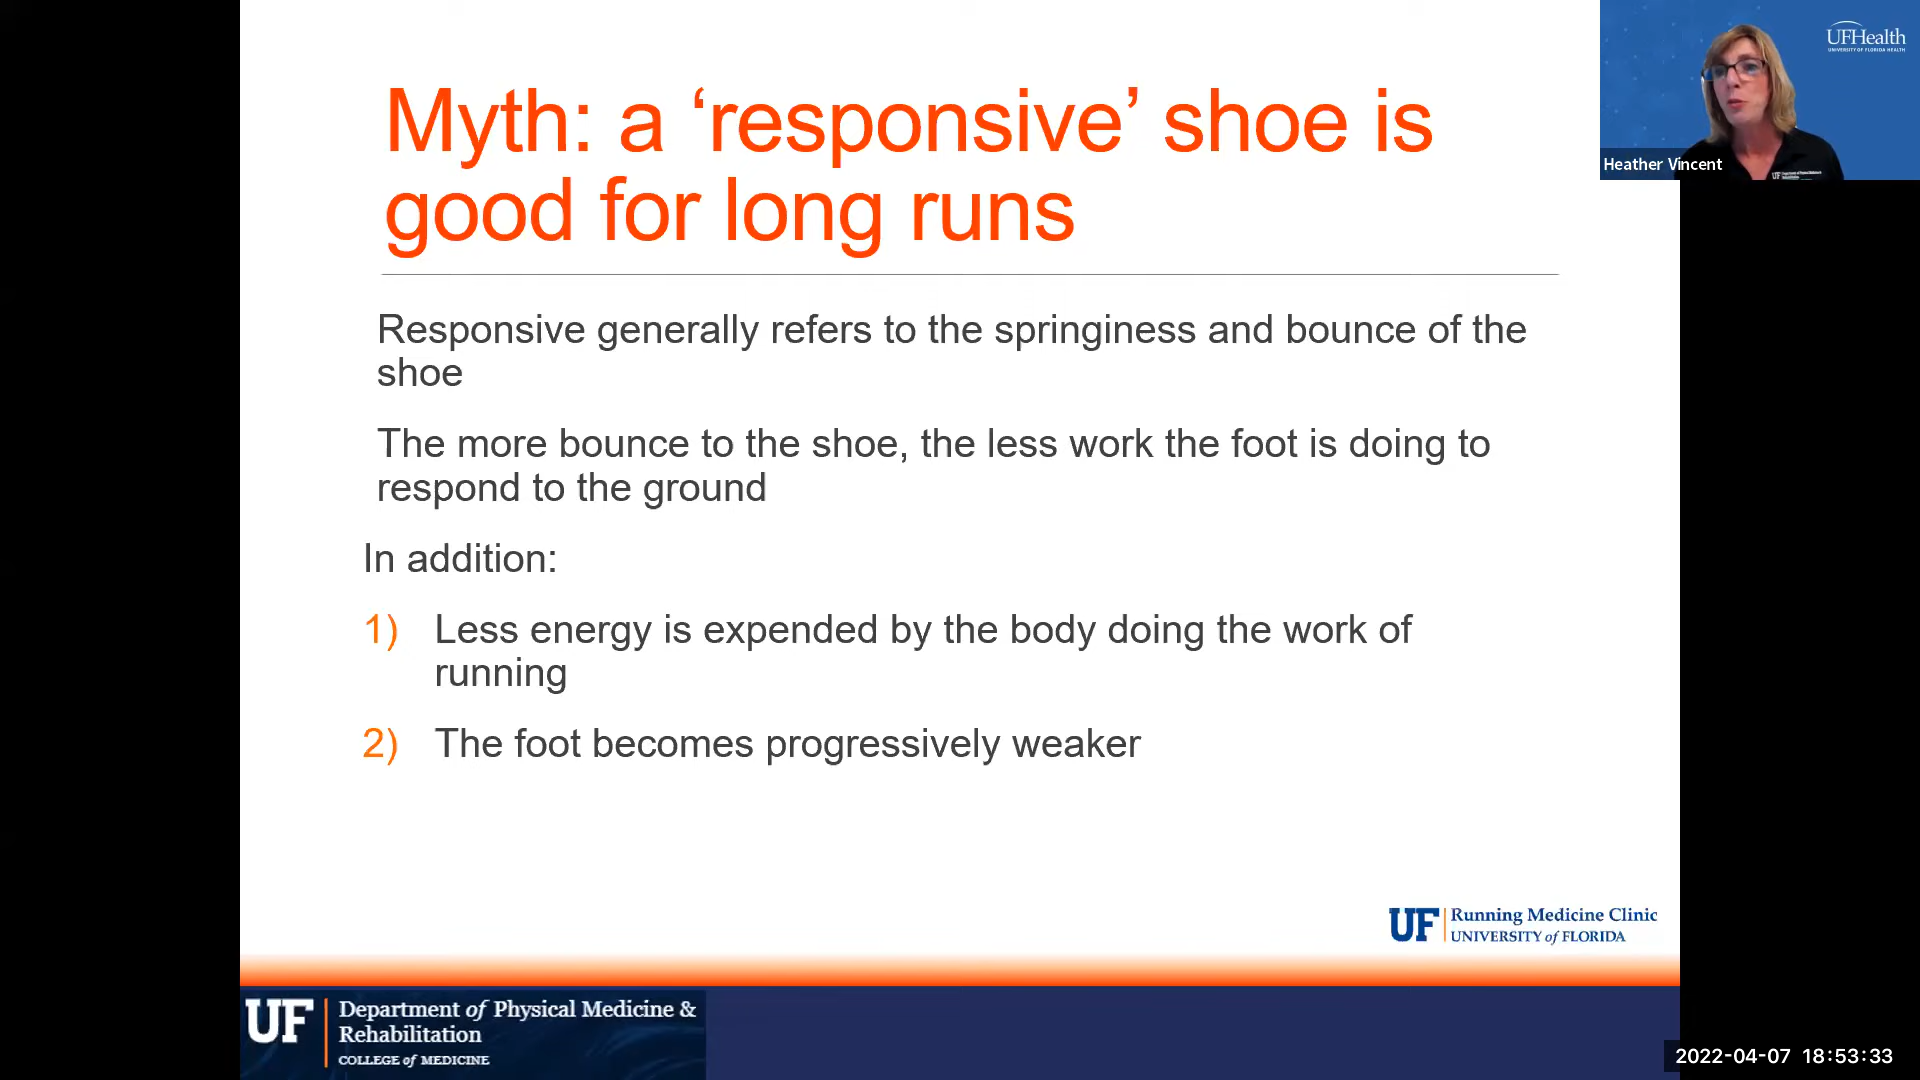 Myth: a ‘responsive’ shoe is
good for long runs
Responsive generally refers to the springiness and bounce of the
shoe
The more bounce to the shoe, the less work the foot is doing to
respond to the ground
In addition:
1) Less energy is expended by the body doing the work of
running
2) The foot becomes progressively weaker
UF Running Medicine Clinic
UNIVERSITY of FLORIDA
UF Department of Physical Medicine &
Rehabilitation
COLLEGE of MEDICINE
UFHealth
UNIVERSITY OF FLORIDA HEALTH
Heather Vincent
UF
2022-04-07 18:53:33